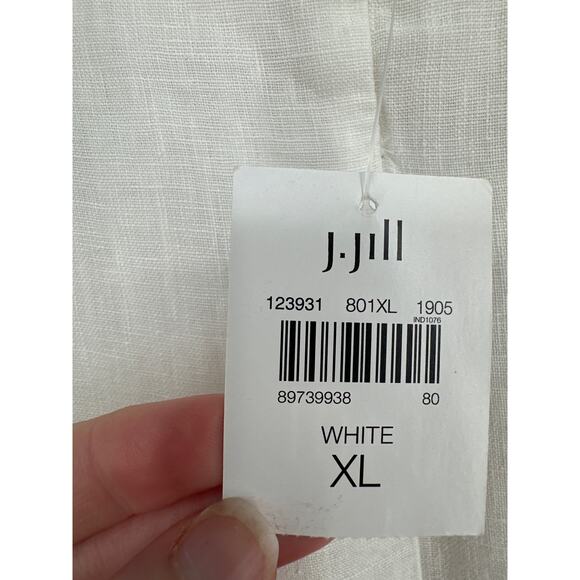 J.Jill
123931 801XL 1905
IND1076
89739938 80
WHITE
XL